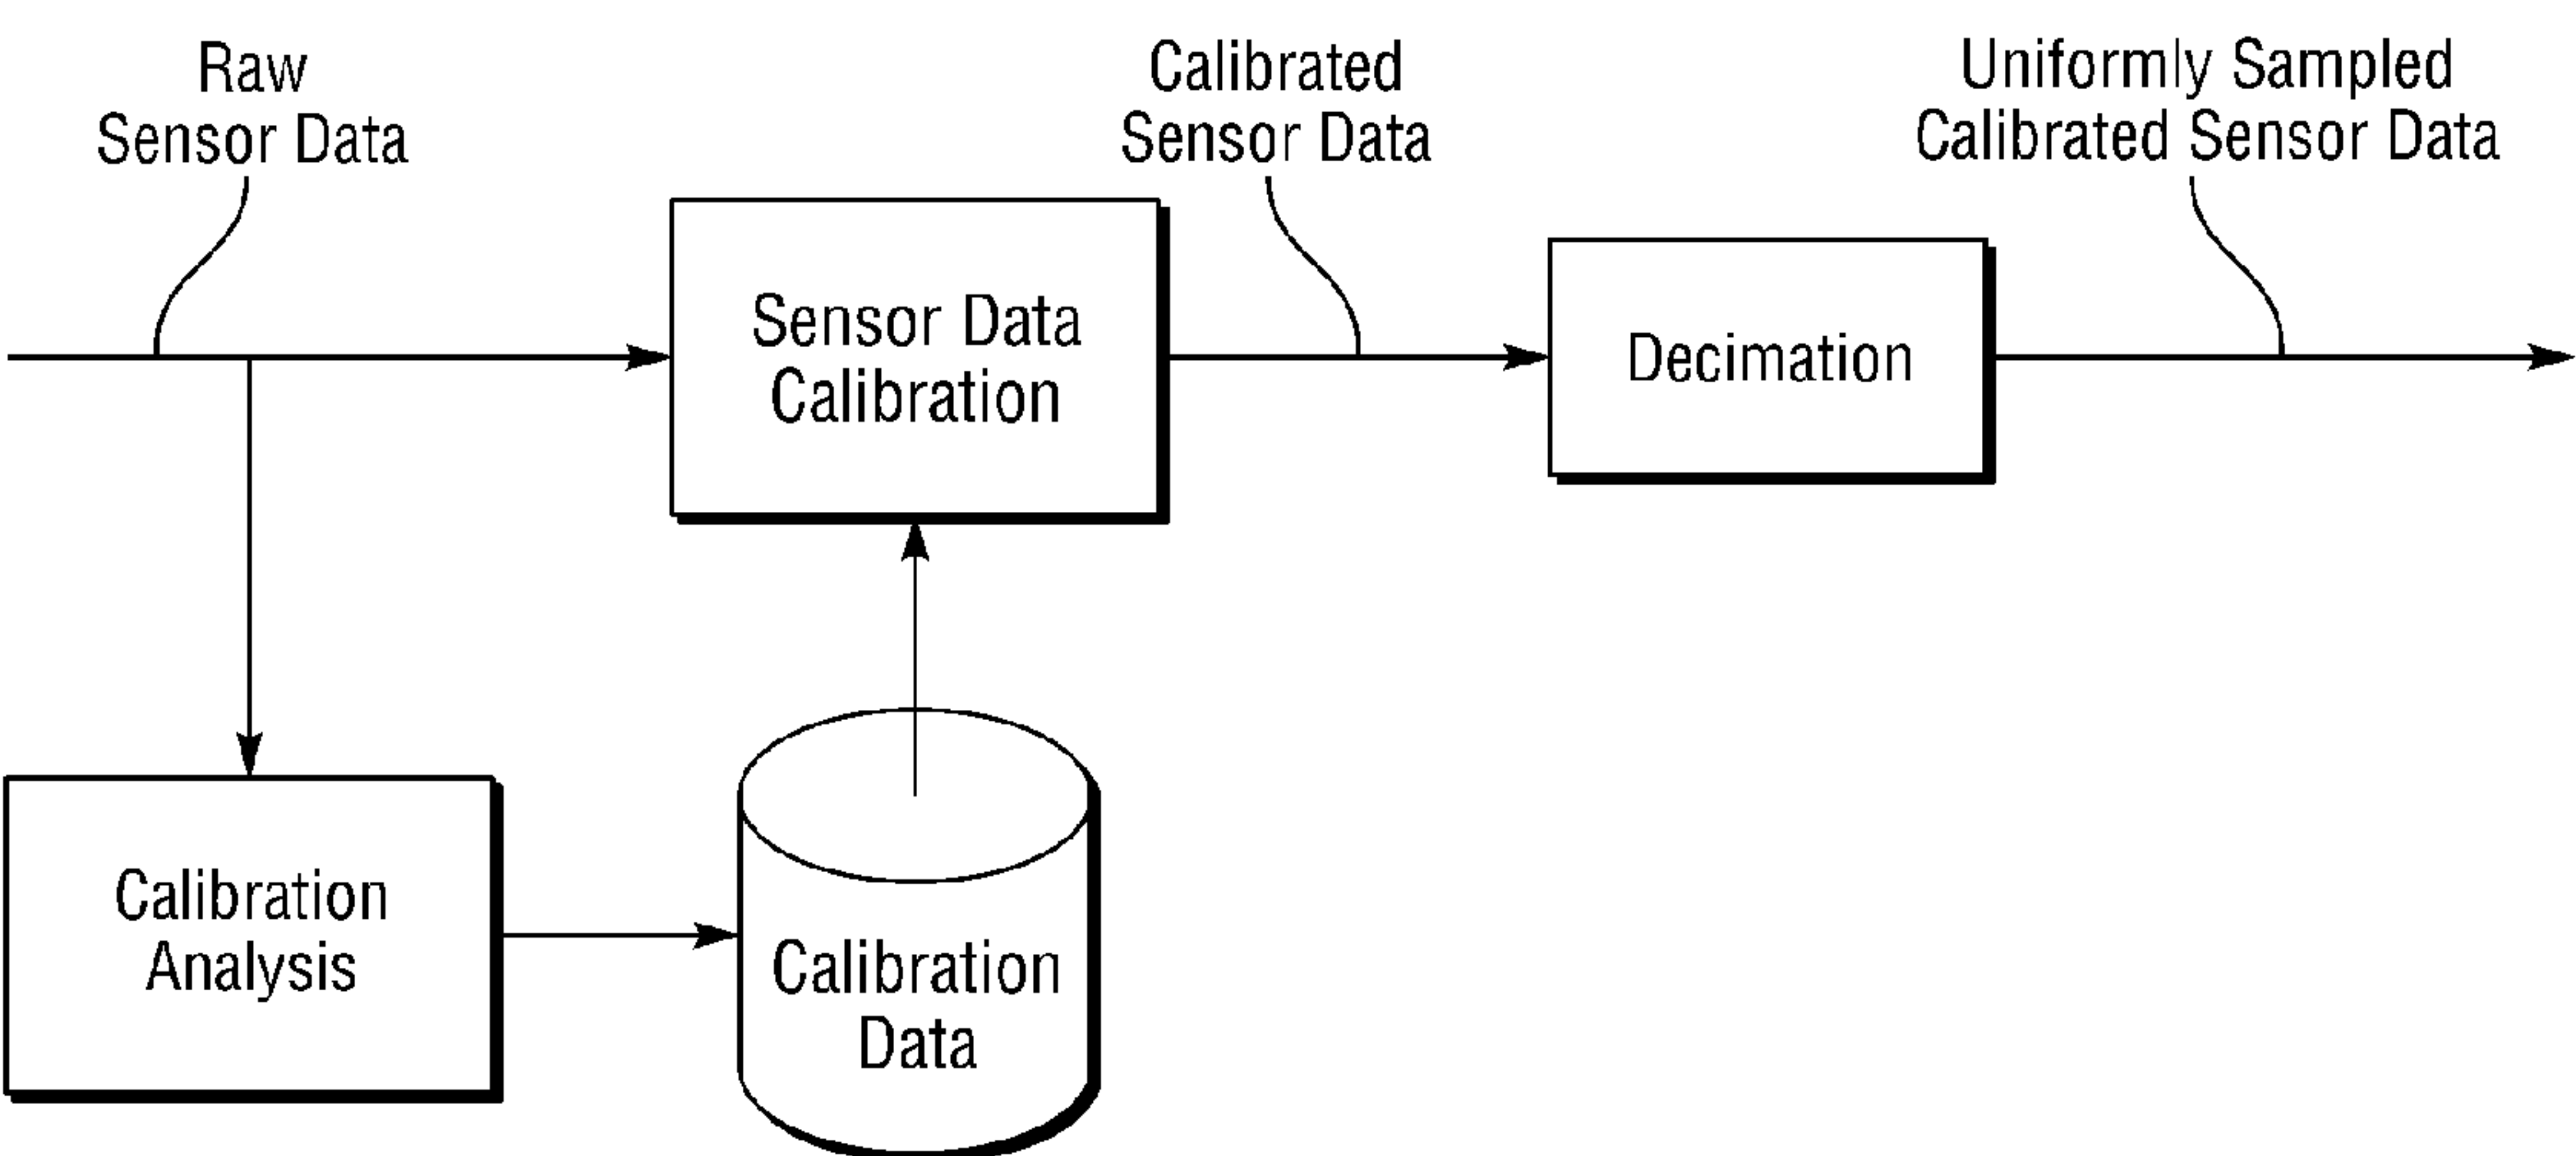 Raw
Sensor Data
Calibrated
Sensor Data
Uniformly Sampled
Calibrated Sensor Data
Sensor Data
Calibration
Decimation
Calibration
Analysis
Calibration
Data